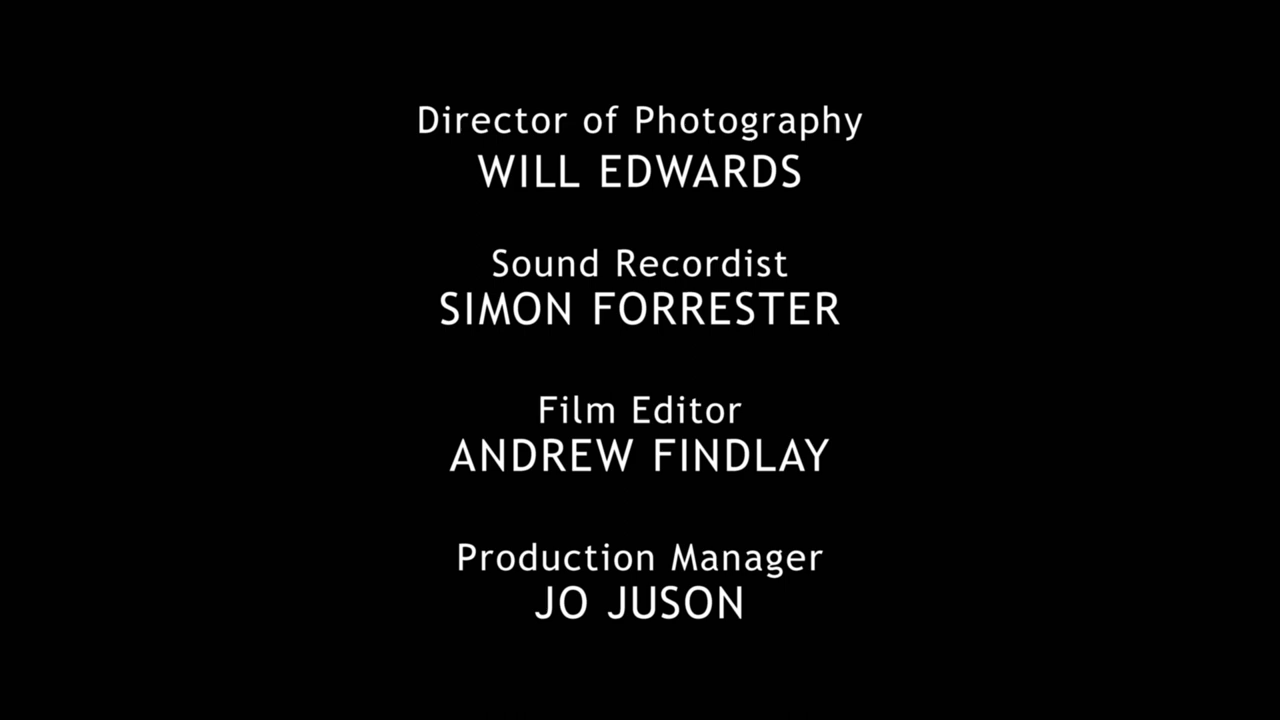 Director of Photography
WILL EDWARDS
Sound Recordist
SIMON FORRESTER
Film Editor
ANDREW FINDLAY
Production Manager
JO JUSON